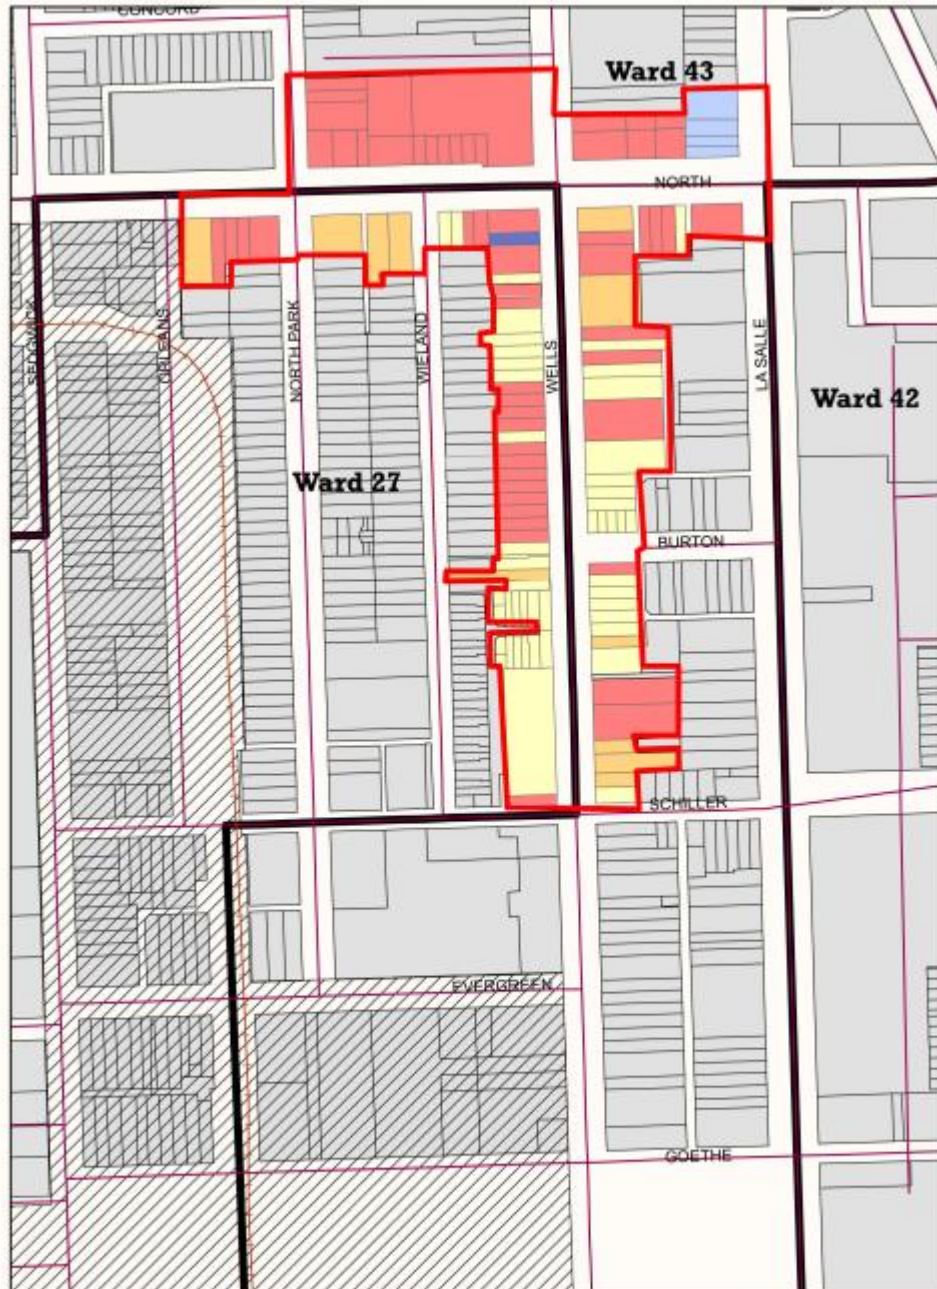 CONCORD
Ward 43
NORTH
SEDGWICK
ORLEANS
NORTH PARK
WIELAND
WELLS
LA SALLE
Ward 42
Ward 27
BURTON
SCHILLER
EVERGREEN
GOETHE